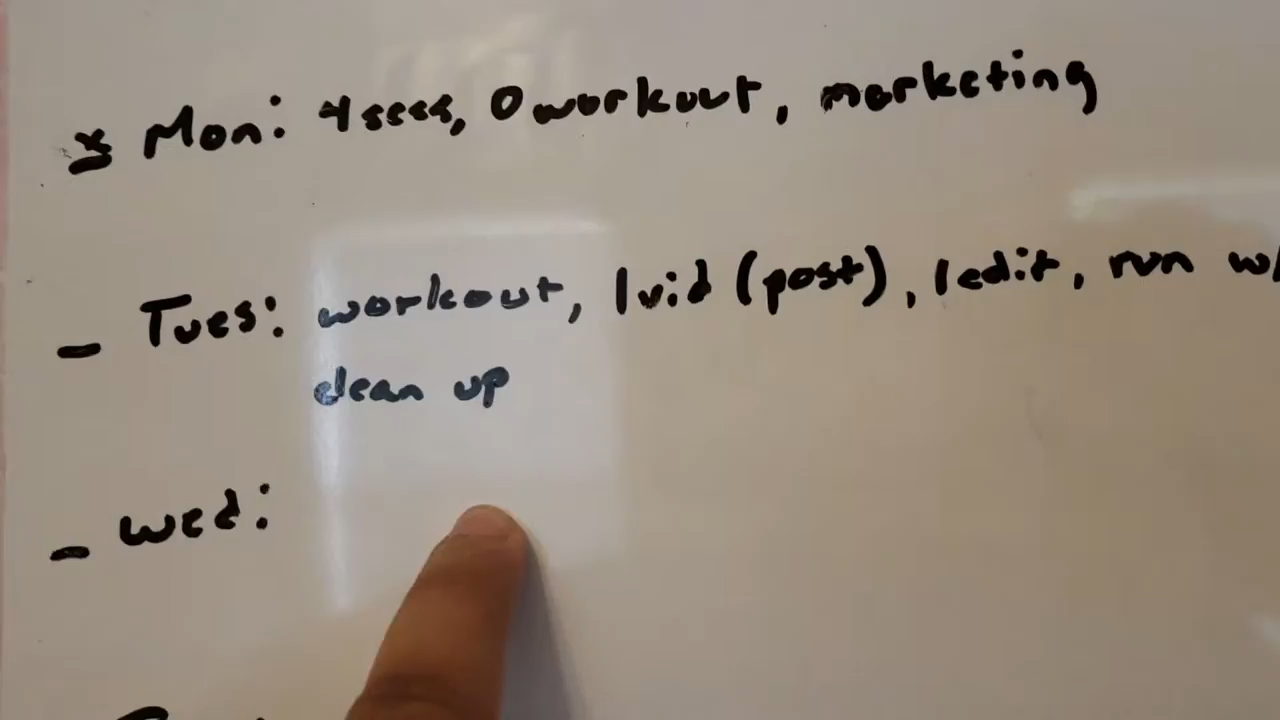 Mon: 4 sess, 0 workout, marketing
- Tues: workout, 1 vid (post), 1 edit, run w/
clean up
- Wed: